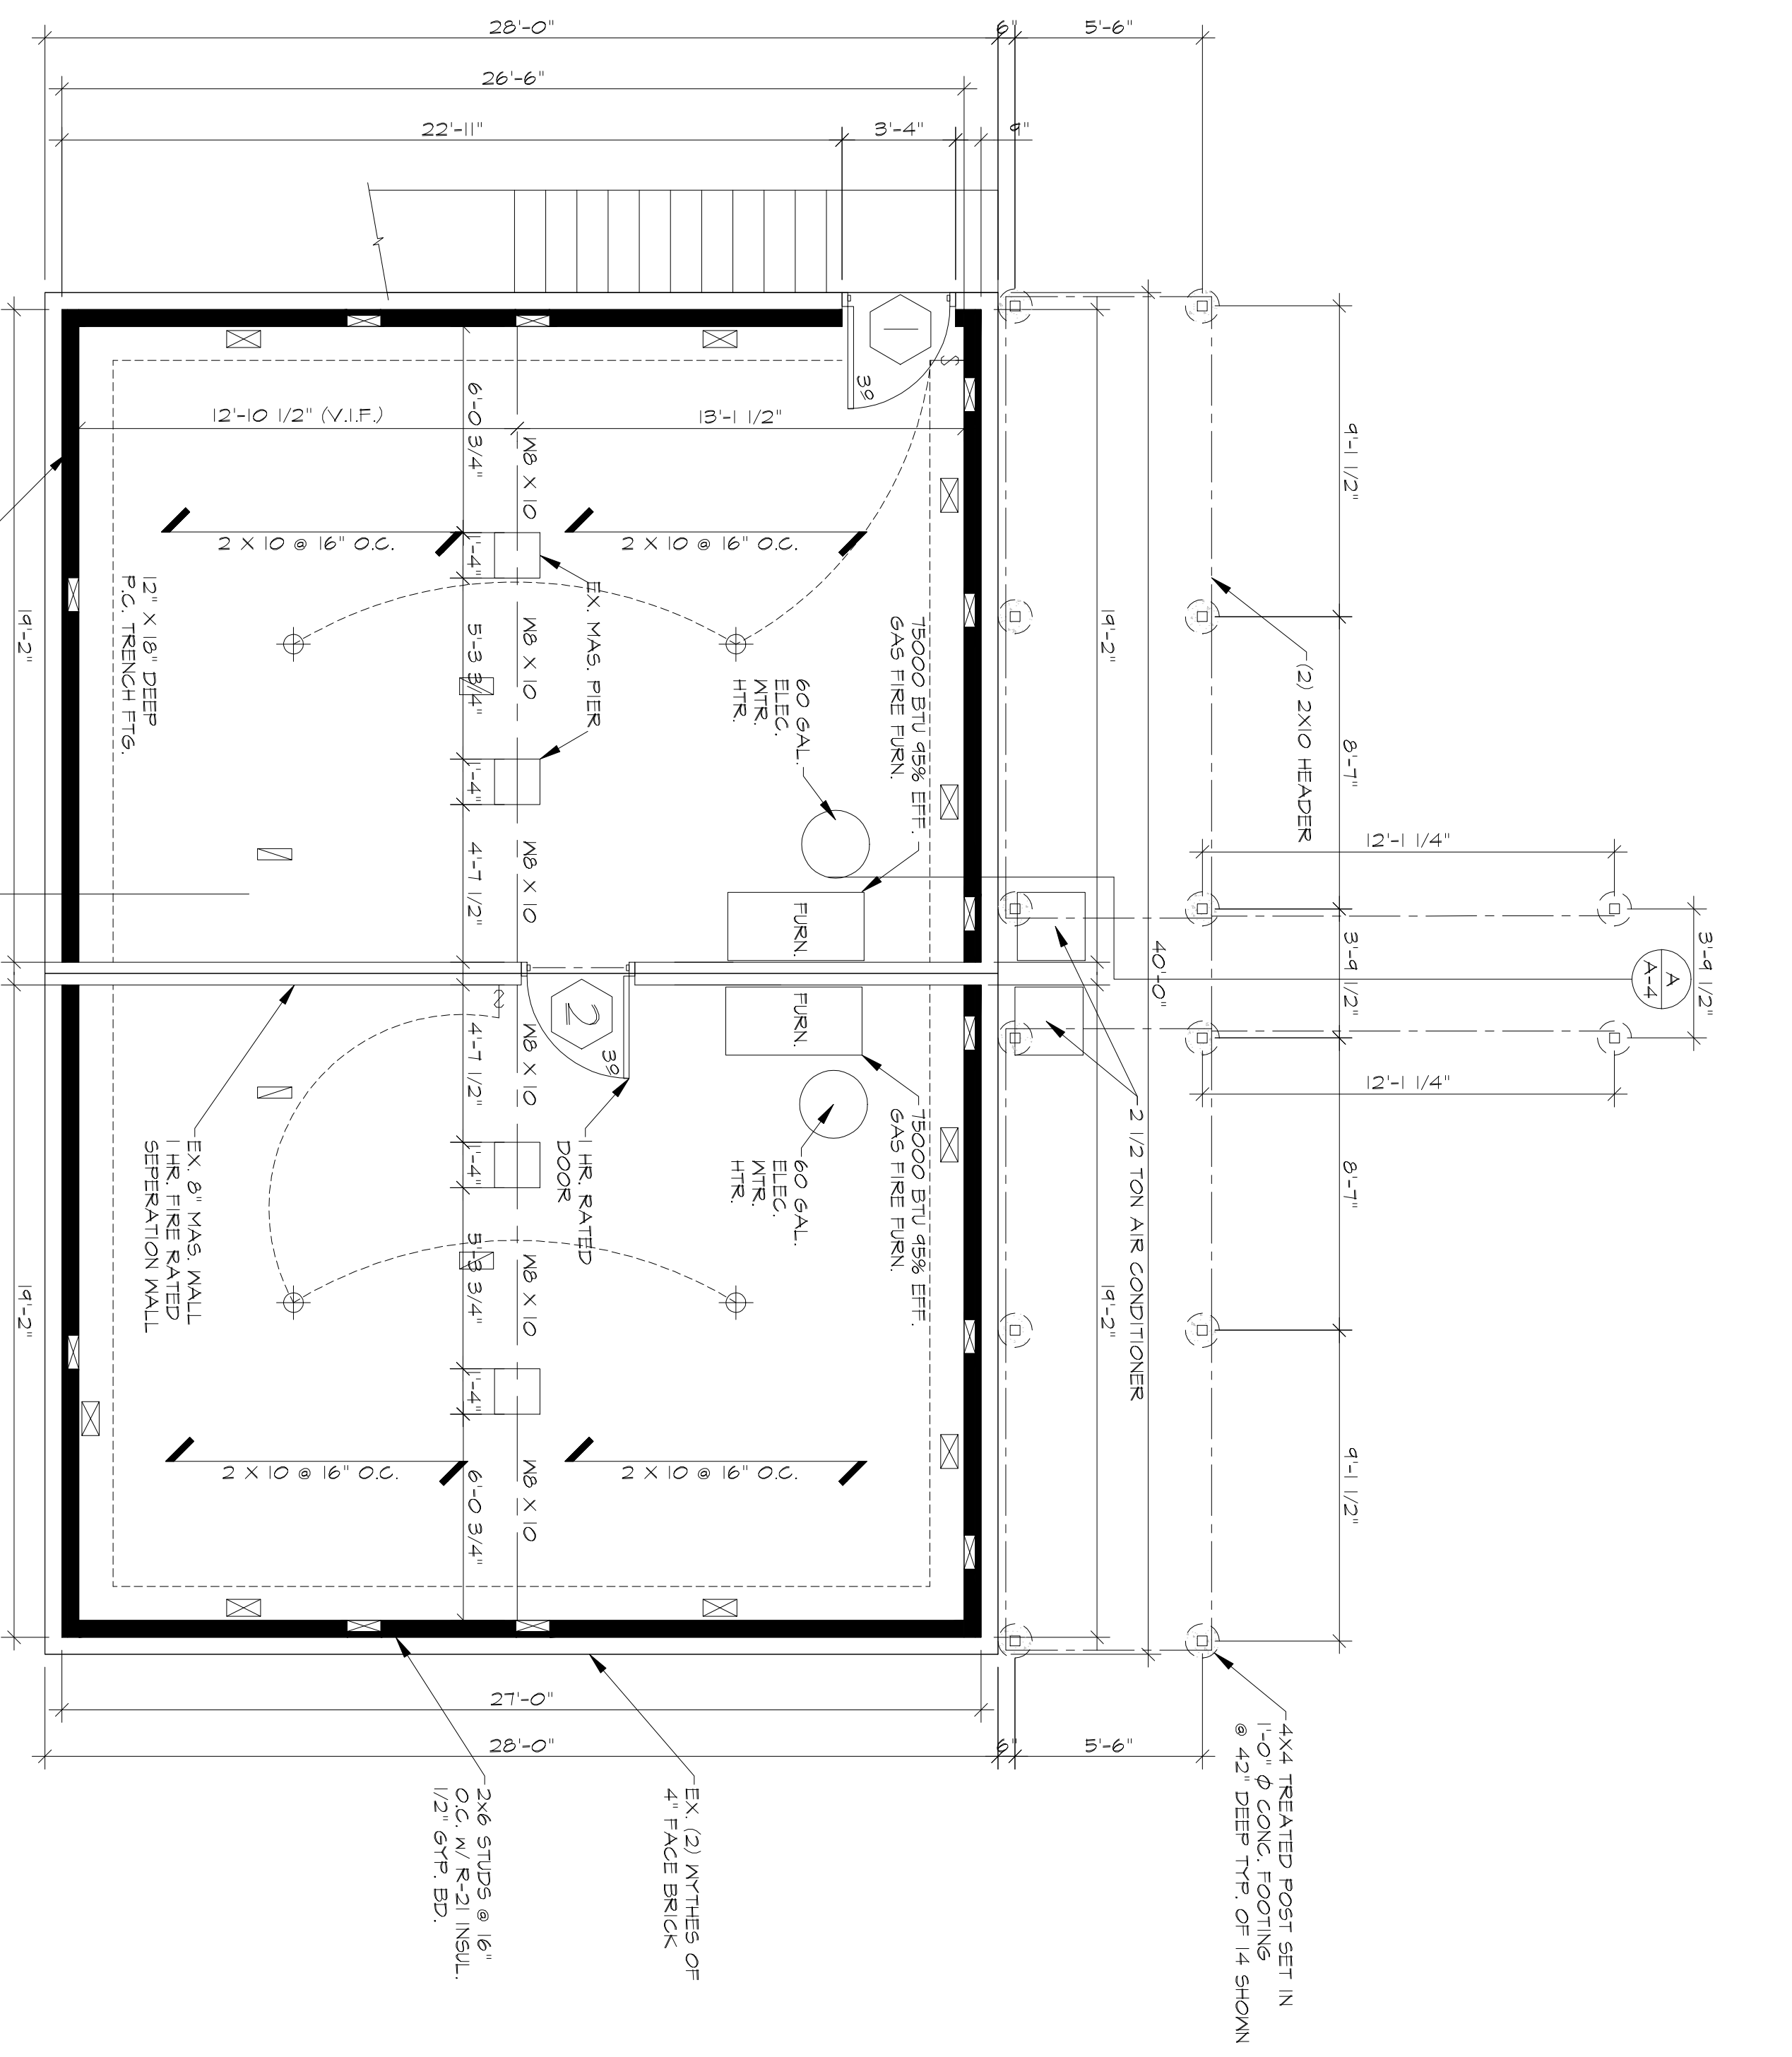 28'-0"
6"
5'-6"
26'-6"
22'-11"
3'-4"
9"
1
39
6'-0 3/4"
12'-10 1/2" (V.I.F.)
13'-1 1/2"
W8 X 10
9'-1 1/2"
2 X 10 @ 16" O.C.
2 X 10 @ 16" O.C.
1'-4"
EX. MAS. PIER
12" X 18" DEEP
P.C. TRENCH FTG.
19'-2"
5'-3 3/4"
W8 X 10
75000 BTU 95% EFF.
GAS FIRE FURN.
60 GAL.
ELEC.
WTR.
HTR.
19'-2"
(2) 2X10 HEADER
8'-7"
1'-4"
4'-7 1/2"
W8 X 10
FURN.
12'-1 1/4"
3'-9 1/2"
3'-9 1/2"
40'-0"
A
A-4
2
39
FURN.
4'-7 1/2"
W8 X 10
12'-1 1/4"
2 1/2 TON AIR CONDITIONER
75000 BTU 95% EFF.
GAS FIRE FURN.
60 GAL.
ELEC.
WTR.
HTR.
1 HR. RATED
DOOR
EX. 8" MAS. WALL
1 HR. FIRE RATED
SEPERATION WALL
1'-4"
5'-3 3/4"
W8 X 10
8'-7"
19'-2"
19'-2"
1'-4"
2 X 10 @ 16" O.C.
2 X 10 @ 16" O.C.
6'-0 3/4"
W8 X 10
9'-1 1/2"
27'-0"
28'-0"
6"
5'-6"
4X4 TREATED POST SET IN
1'-0" Ø CONC. FOOTING
@ 42" DEEP TYP. OF 14 SHOWN
EX. (2) WYTHES OF
4" FACE BRICK
2x6 STUDS @ 16"
O.C. W/ R-21 INSUL.
1/2" GYP. BD.